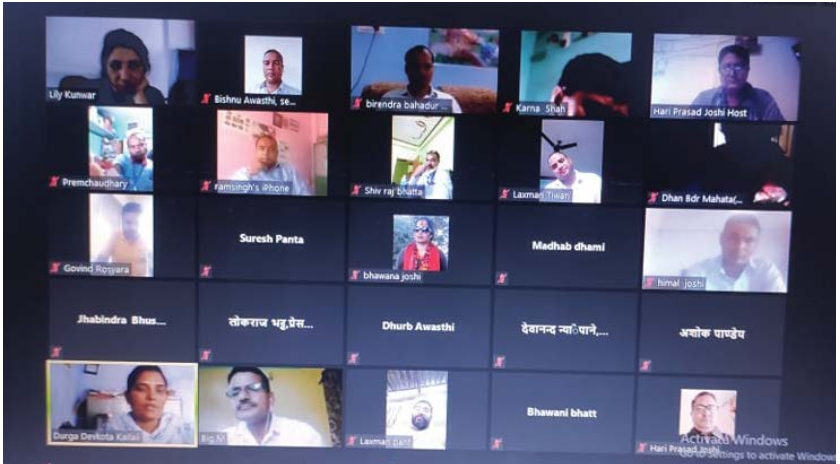 Lily Kunwar
Bishnu Awasthi, se...
birendra bahadur ...
Karna Shah
Hari Prasad Joshi Host
Premchaudhary
ramsingh's iPhone
Shiv raj bhatta
Laxman Tiwari
Dhan Bdr Mahata(...
Govind Rosyara
Suresh Panta
bhawana joshi
Madhab dhami
himal joshi
Jhabindra Bhus...
लोकराज भट्ट,प्रेस...
Dhurb Awasthi
देवानन्द न्याैपाने,...
अशोक पाण्डेय
Durga Devkota Kailali
Big M
Laxman pant
Bhawani bhatt
Hari Prasad Joshi
Activate Windows
Go to Settings to activate Window